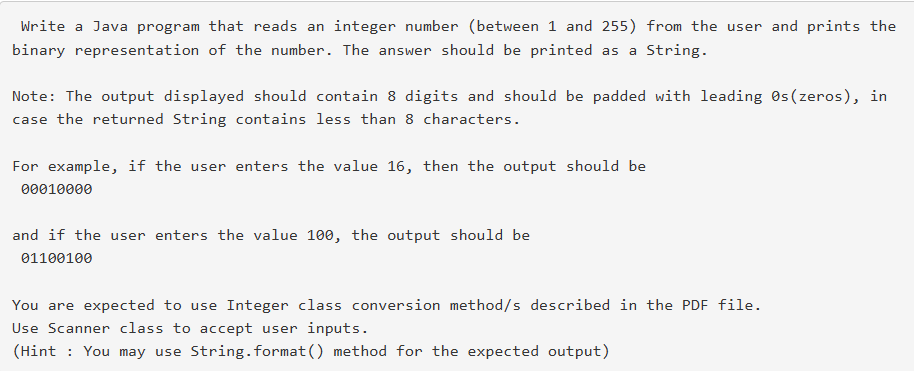 Write a Java program that reads an integer number (between 1 and 255) from the user and prints the
binary representation of the number. The answer should be printed as a String.
Note: The output displayed should contain 8 digits and should be padded with leading 0s(zeros), in
case the returned String contains less than 8 characters.
For example, if the user enters the value 16, then the output should be
00010000
and if the user enters the value 100, the output should be
01100100
You are expected to use Integer class conversion method/s described in the PDF file.
Use Scanner class to accept user inputs.
(Hint : You may use String.format() method for the expected output)